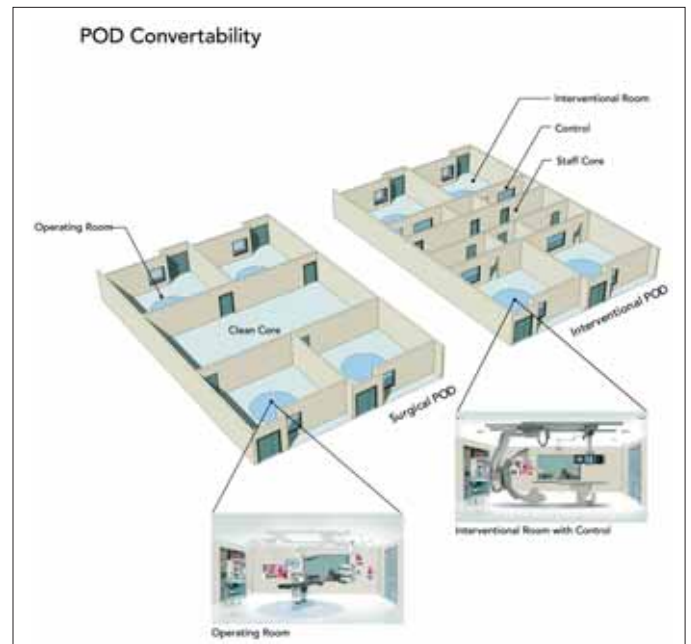 POD Convertability
Interventional Room
Control
Staff Core
Operating Room
Clean Core
Interventional POD
Surgical POD
Interventional Room with Control
Operating Room